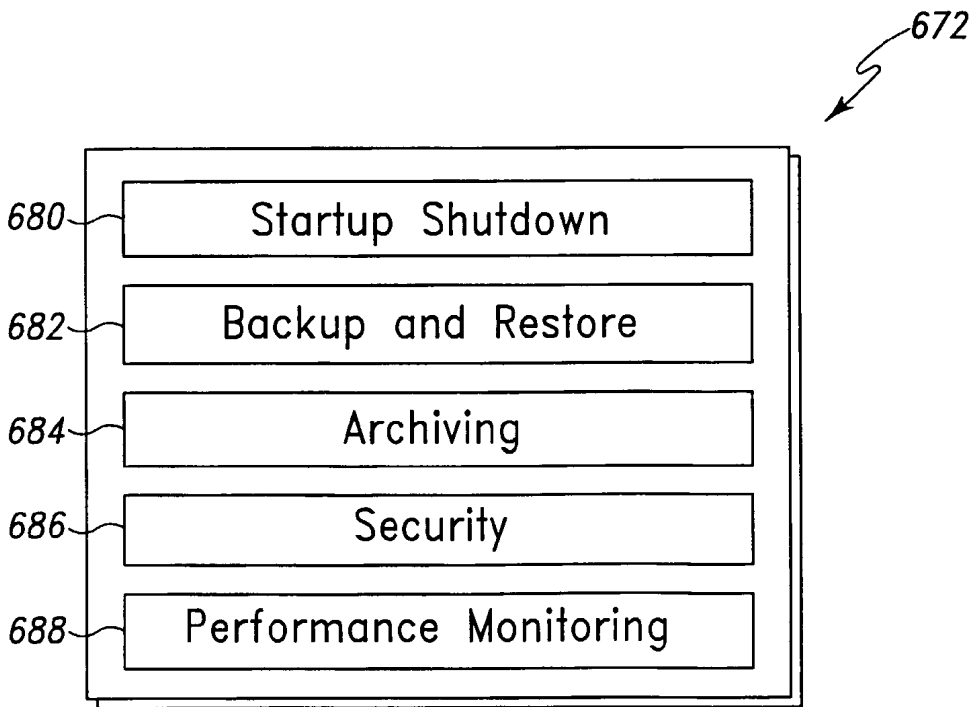 672
680 Startup Shutdown
682 Backup and Restore
684 Archiving
686 Security
688 Performance Monitoring